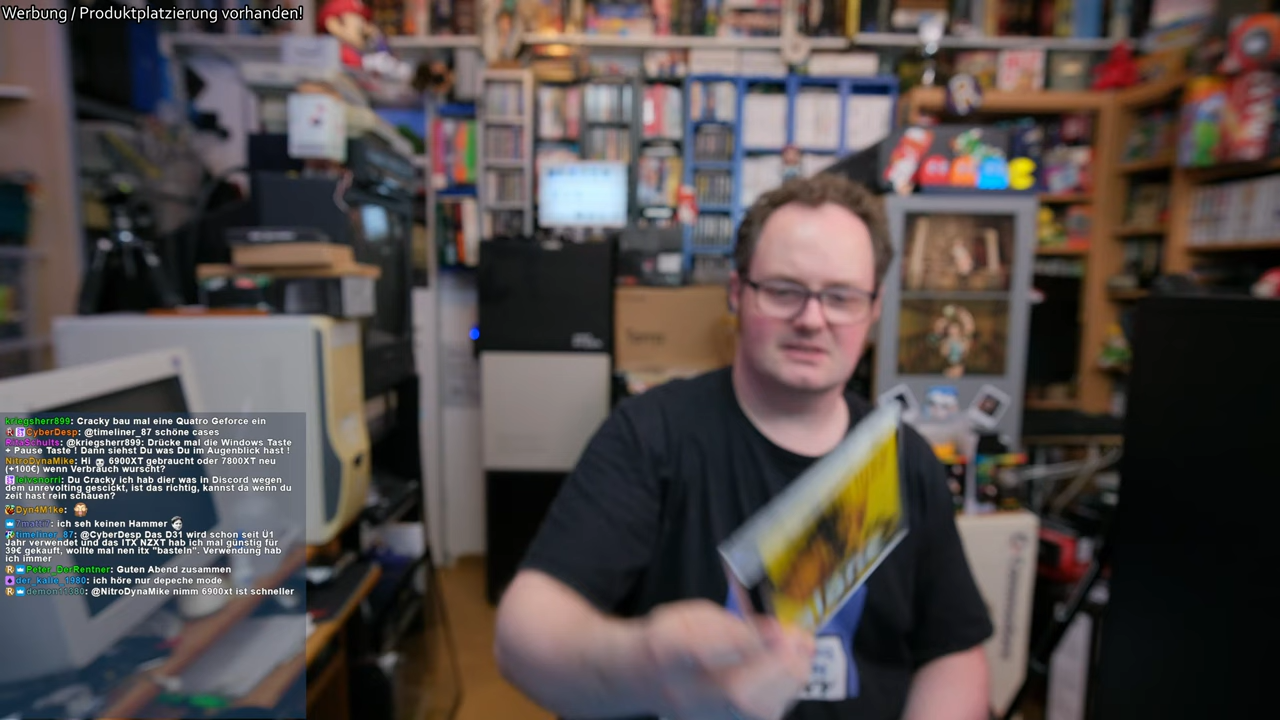 Werbung / Produktplatzierung vorhanden!
kriegsherr899: Cracky bau mal eine Quatro Geforce ein
CyberDesp: @timeliner_87 schöne cases
RitaSchulfs: @kriegsherr899: Drücke mal die Windows Taste
+ Pause Taste ! Dann siehst Du was Du im Augenblick hast !
NitroDynaMike: Hi 6900XT gebraucht oder 7800XT neu
(+100€) wenn Verbrauch wurscht?
: Du Cracky ich hab dier was in Discord wegen
dem unrevolting gesdickt, ist das richtig, kannst da wenn du
zeit hast rein schauen?
Dyn4M1ke:
: ich seh keinen Hammer
timeliner_87: @CyberDesp Das D31 wird schon seit Ü1
Jahr verwendet und das ITX NZXT hab ich mal günstig für
39€ gekauft, wollte mal nen itx "basteln". Verwendung hab
ich immer
Peter_DerRentner: Guten Abend zusammen
der_kalle_1980: ich höre nur depeche mode
demon11380: @NitroDynaMike nimm 6900xt ist schneller